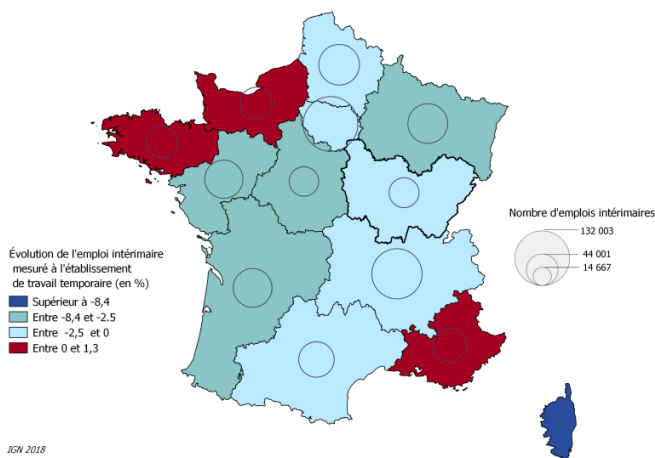 Nombre d'emplois intérimaires
132 003
44 001
14 667
Évolution de l'emploi intérimaire
mesuré à l'établissement
de travail temporaire (en %)
Supérieur à -8,4
Entre -8,4 et -2.5
Entre -2,5 et 0
Entre 0 et 1,3
IGN 2018